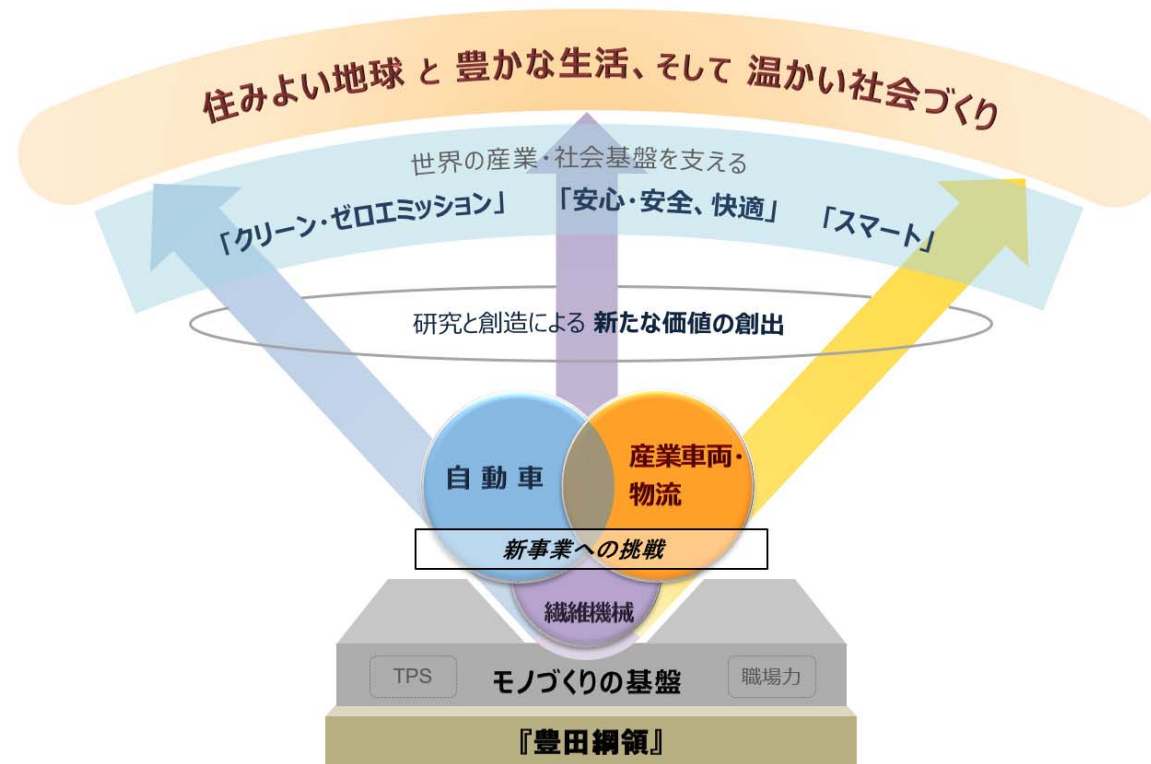 住みよい地球 と 豊かな生活、そして 温かい社会づくり
世界の産業・社会基盤を支える
「クリーン・ゼロエミッション」 「安心・安全、快適」 「スマート」
研究と創造による 新たな価値の創出
自動車
産業車両・
物流
新事業への挑戦
繊維機械
TPS モノづくりの基盤 職場力
『豊田綱領』